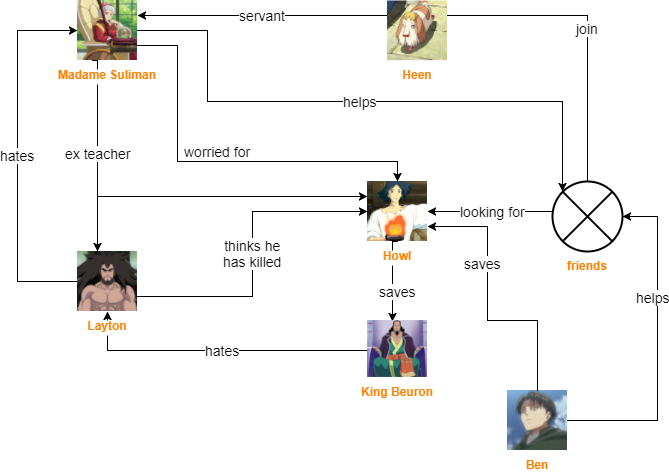 servant
join
Madame Suliman
Heen
helps
hates
ex teacher
worried for
looking for
thinks he
has killed
Howl
saves
friends
saves
helps
Layton
hates
King Beuron
Ben